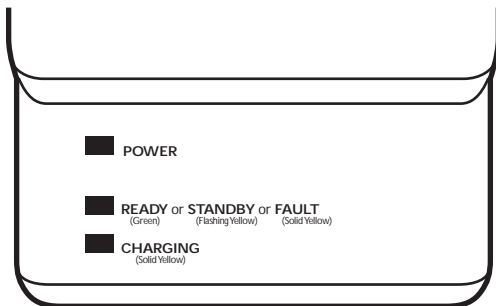 POWER
READY or STANDBY or FAULT
(Green) (Flashing Yellow) (Solid Yellow)
CHARGING
(Solid Yellow)